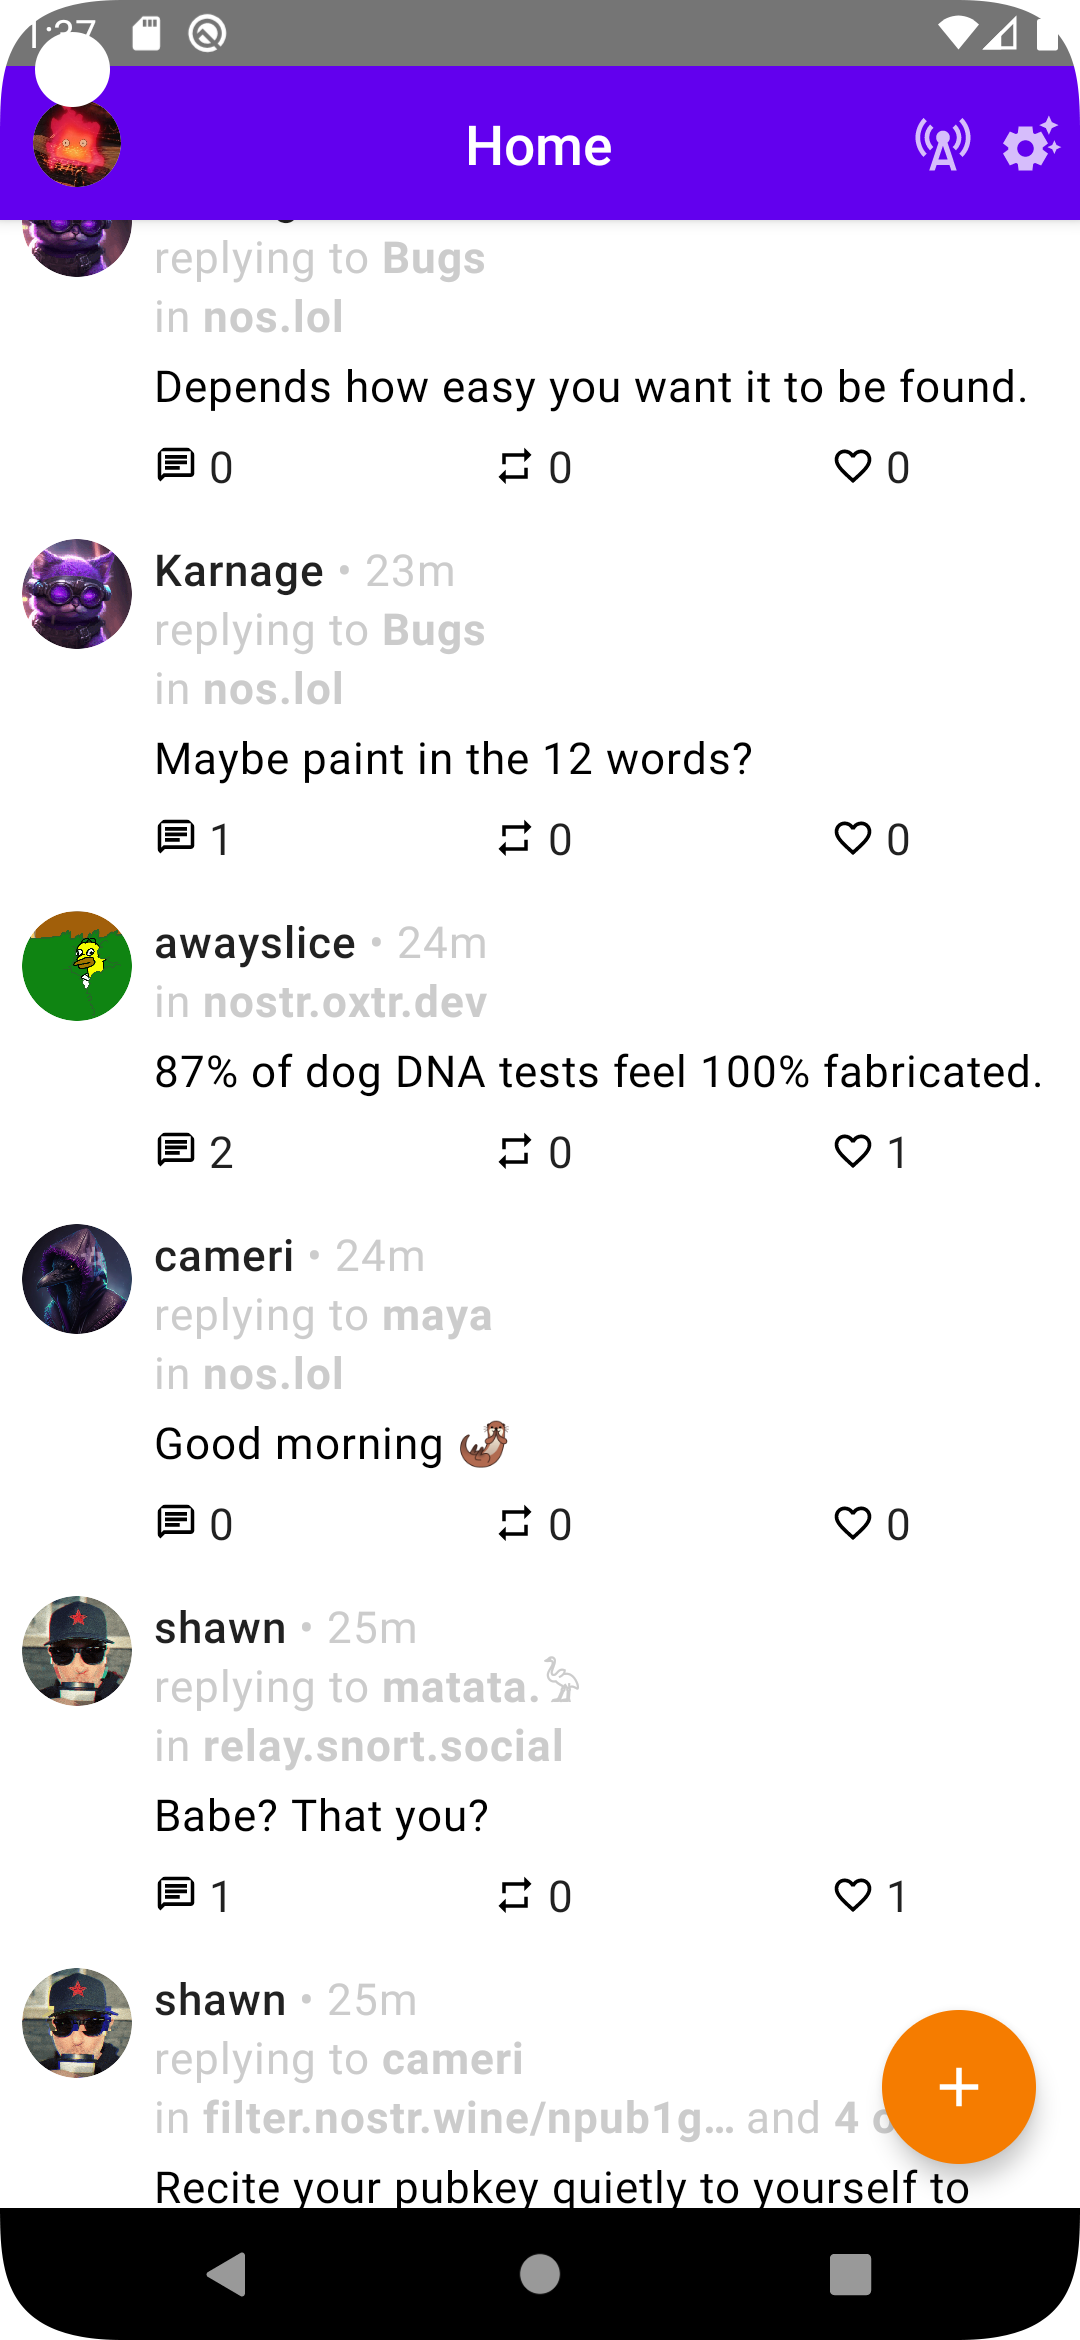 Home
replying to Bugs
in nos.lol
Depends how easy you want it to be found.
0 0 0
Karnage • 23m
replying to Bugs
in nos.lol
Maybe paint in the 12 words?
1 0 0
awayslice • 24m
in nostr.oxtr.dev
87% of dog DNA tests feel 100% fabricated.
2 0 1
cameri • 24m
replying to maya
in nos.lol
Good morning 🦦
0 0 0
shawn • 25m
replying to matata.🦤
in relay.snort.social
Babe? That you?
1 0 1
shawn • 25m
replying to cameri
in filter.nostr.wine/npub1g… and 4
Recite your pubkey quietly to yourself to